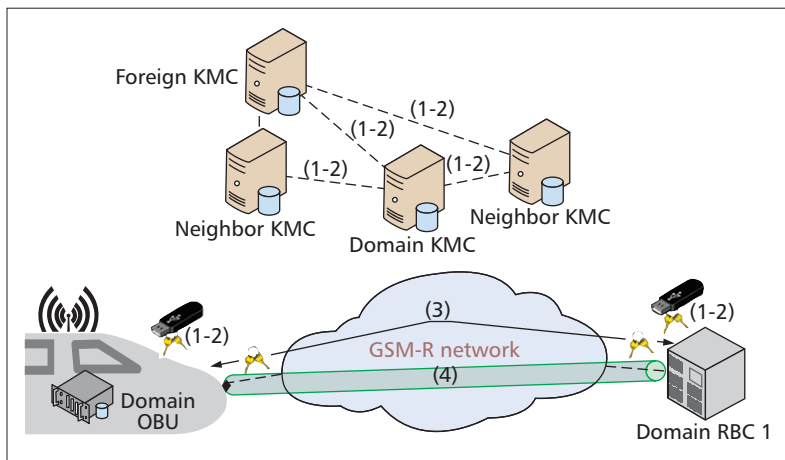 Foreign KMC
(1-2)
(1-2)
(1-2)
(1-2)
Neighbor KMC
Neighbor KMC
Domain KMC
(1-2)
(3)
(1-2)
GSM-R network
(4)
Domain
OBU
Domain RBC 1